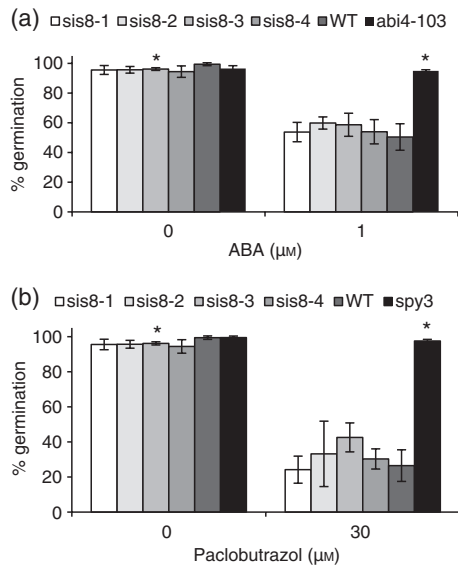 (a) □sis8-1 □sis8-2 ■sis8-3 ■sis8-4 ■WT ■abi4-103
100
80
60
40
20
0
% germination
* *
0 1
ABA (μM)
(b) □sis8-1 □sis8-2 ■sis8-3 ■sis8-4 ■WT ■spy3
100
80
60
40
20
0
% germination
* *
0 30
Paclobutrazol (μM)